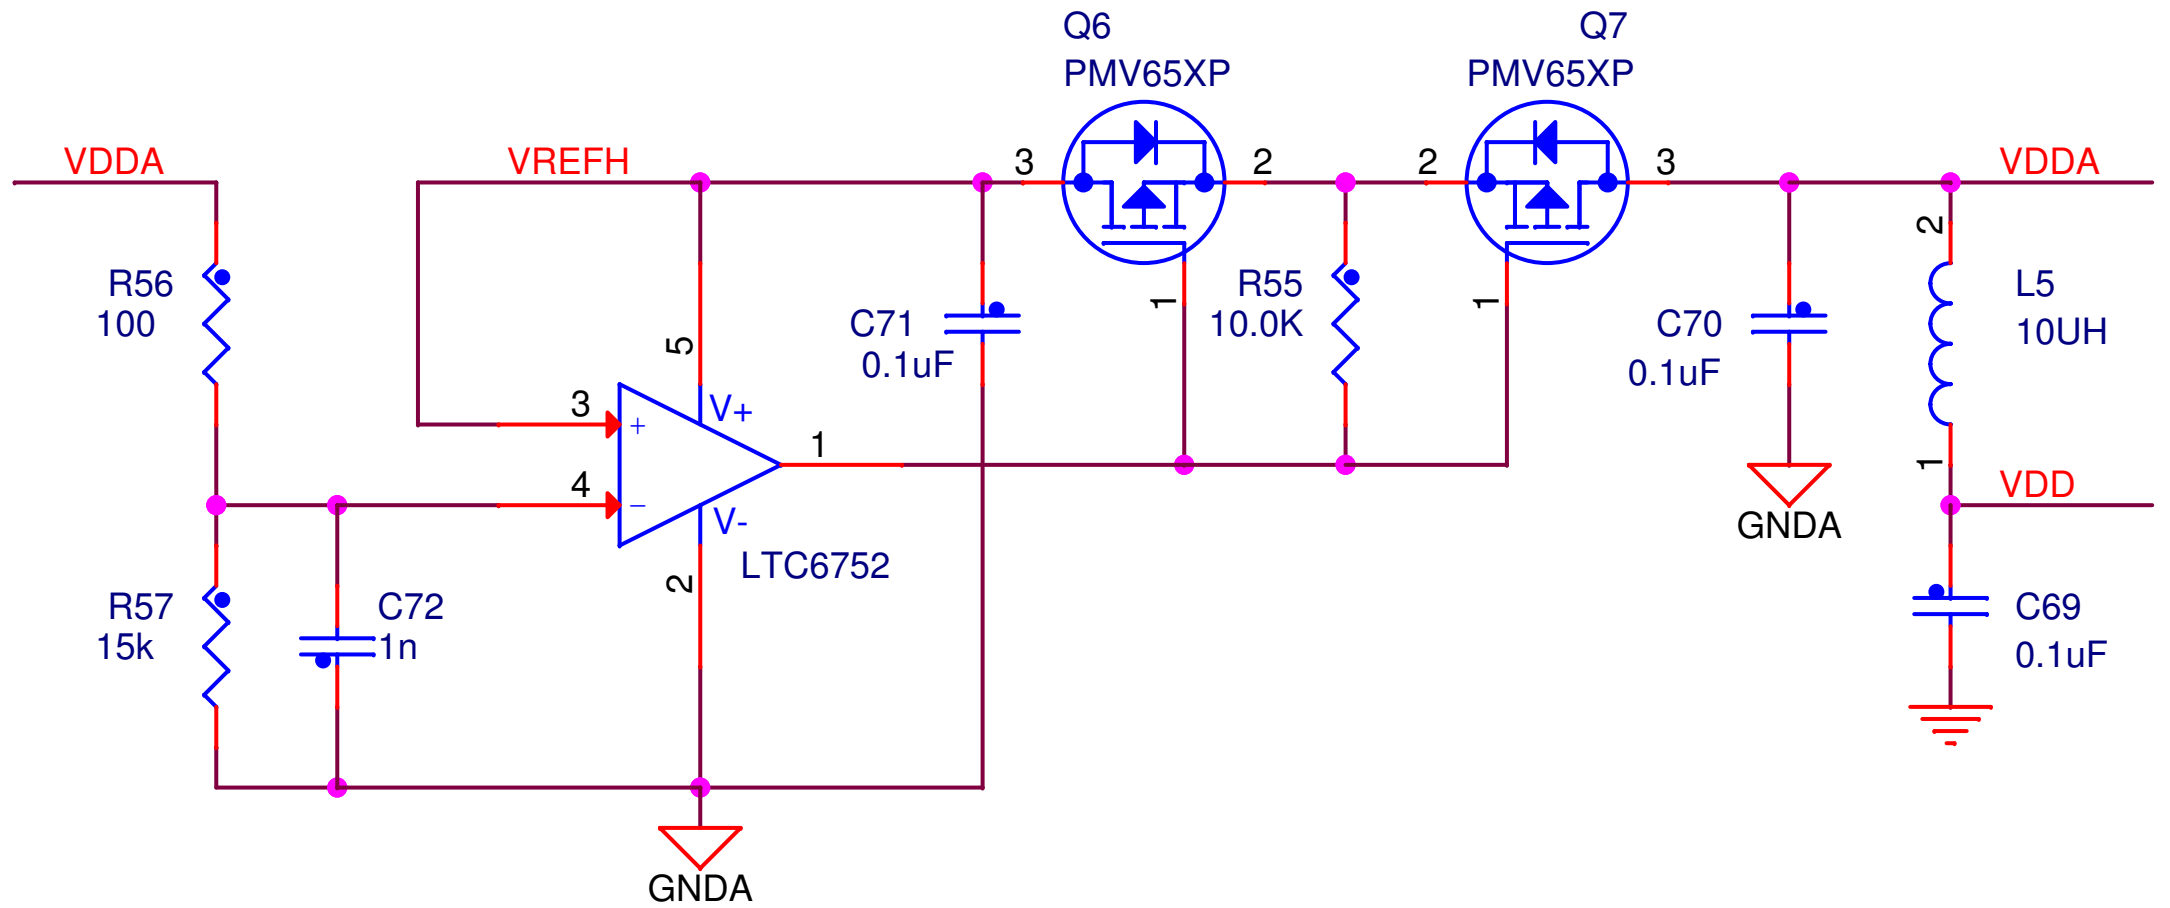 Q6
Q7
PMV65XP
PMV65XP
VDDA
VREFH
3
2
2
3
VDDA
2
R56
100
5
C71
0.1uF
1
R55
10.0K
1
C70
0.1uF
L5
10UH
3
+
V+
1
4
-
V-
1
VDD
GNDA
LTC6752
2
R57
15k
C72
1n
C69
0.1uF
GNDA